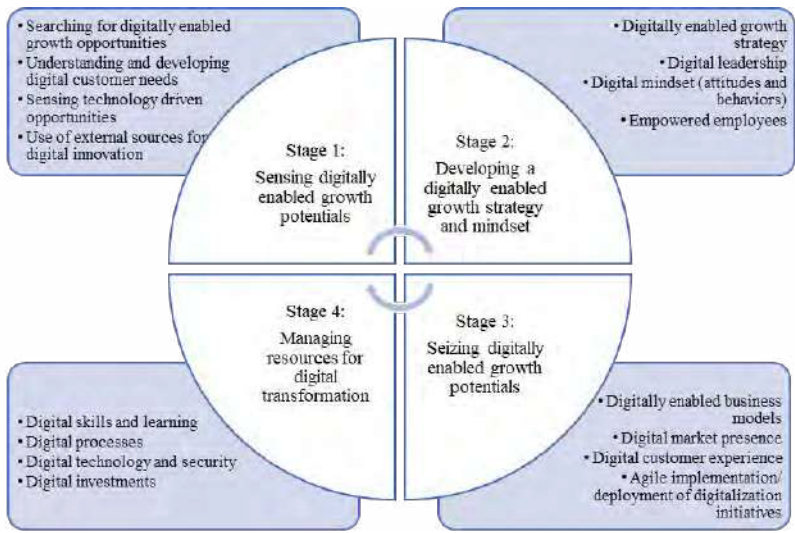 • Searching for digitally enabled
growth opportunities
• Understanding and developing
digital customer needs
• Sensing technology driven
opportunities
• Use of external sources for
digital innovation
Stage 1:
Sensing digitally
enabled growth
potentials
• Digitally enabled growth
strategy
• Digital leadership
• Digital mindset (attitudes and
behaviors)
• Empowered employees
Stage 2:
Developing a
digitally enabled
growth strategy
and mindset
Stage 4:
Managing
resources for
digital
transformation
• Digital skills and learning
• Digital processes
• Digital technology and security
• Digital investments
Stage 3:
Seizing digitally
enabled growth
potentials
• Digitally enabled business
models
• Digital market presence
• Digital customer experience
• Agile implementation/
deployment of digitalization
initiatives